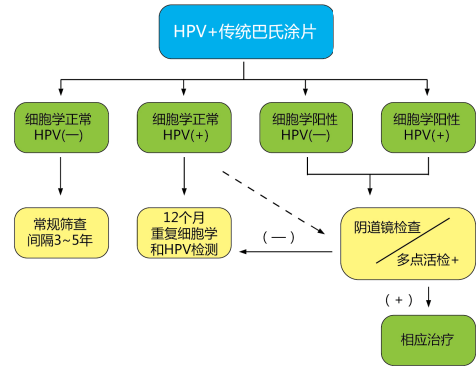 HPV+传统巴氏涂片
细胞学正常
HPV(—)
细胞学正常
HPV(+)
细胞学阳性
HPV(—)
细胞学阳性
HPV(+)
常规筛查
间隔3~5年
12个月
重复细胞学
和HPV检测
(—)
阴道镜检查
多点活检+
(+)
相应治疗